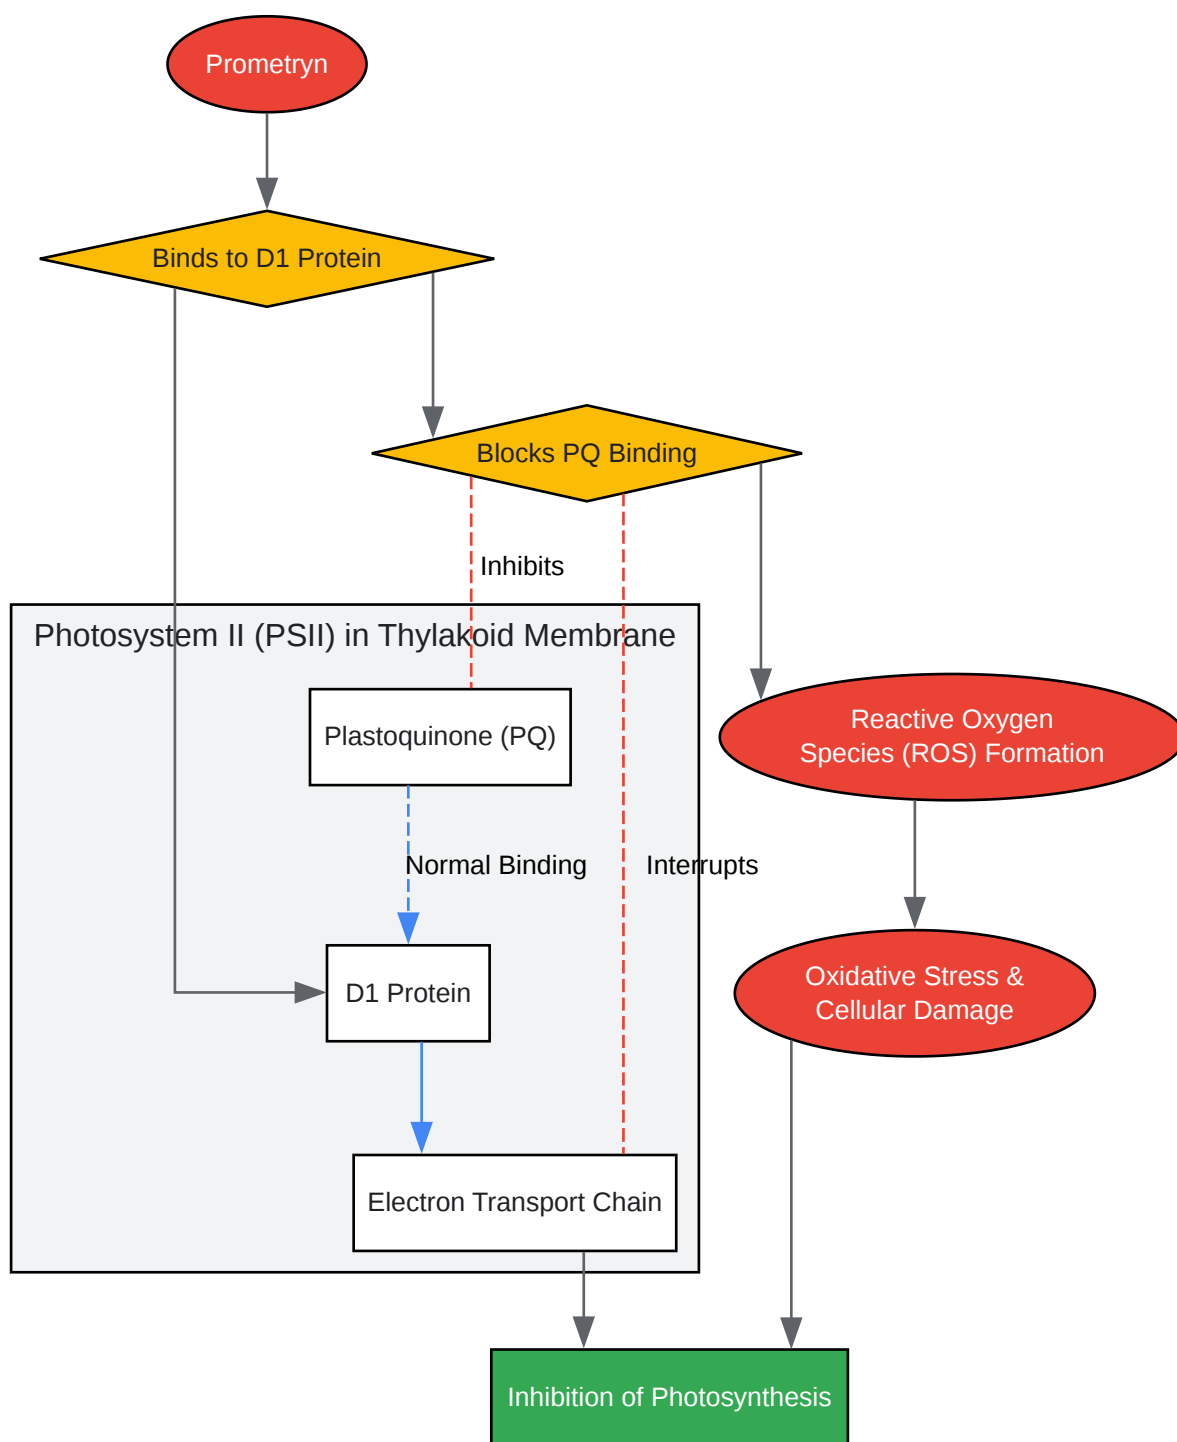 Prometryn
Binds to D1 Protein
Blocks PQ Binding
Inhibits
Photosystem II (PSII) in Thylakoid Membrane
Plastoquinone (PQ)
Reactive Oxygen
Species (ROS) Formation
Normal Binding
Interrupts
D1 Protein
Oxidative Stress &
Cellular Damage
Electron Transport Chain
Inhibition of Photosynthesis